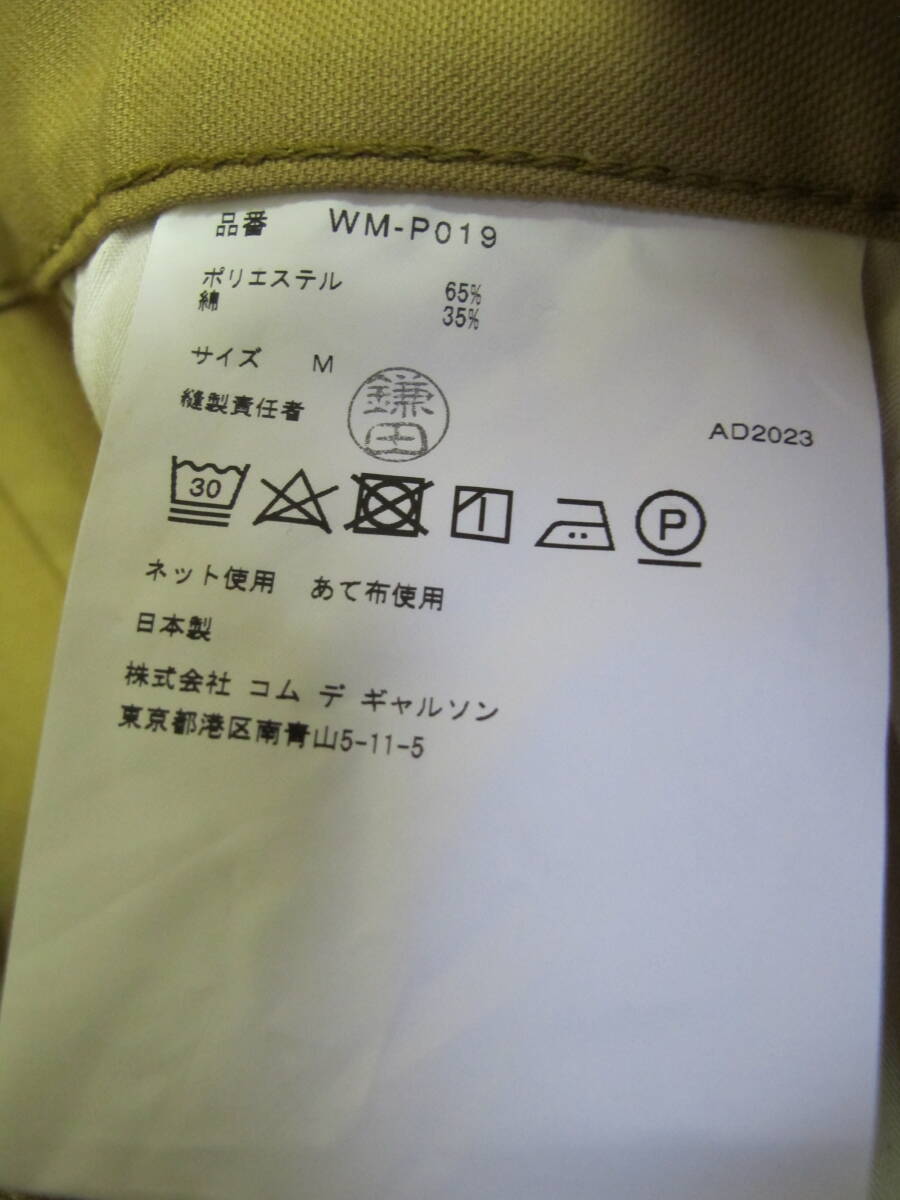 品番 WM-P019
ポリエステル 65%
綿 35%
サイズ M
縫製責任者 鎌田 AD2023
30 P
ネット使用 あて布使用
日本製
株式会社 コム デ ギャルソン
東京都港区南青山5-11-5